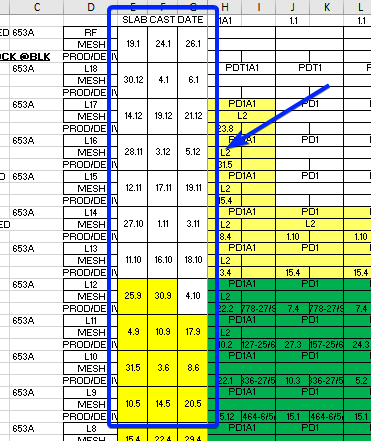 C D E F G H I J K L
SLAB CAST DATE 1A1 1.1 1.1
ED 653A RF
MESH 19.1 24.1 26.1
OCK @BLK PROD/DE
653A L18 PDT1A1 PDT1
MESH 30.12 4.1 6.1
PROD/DE
653A L17 PD1A1 PD1
MESH 14.12 19.12 21.12 L2
PROD/DE 23.8
653A L16 PD1A1 PD1
MESH 28.11 3.12 5.12 L2
PROD/DE 31.5
653A L15 PD1A1 PD1
MESH 12.11 17.11 19.11 L2
PROD/DE 15.4
653A L14 PD1A1 PD1
ED MESH 27.10 1.11 3.11 L2 L2
PROD/DE 8.4 1.10 1.10
653A L13 PD1A1 PD1
MESH 11.10 16.10 18.10 L2
PROD/DE 3.4 15.4 15.4
653A L12 PD1A1 PD1
MESH 25.9 30.9 4.10 L2
PROD/DE 22.2 778-27/9 7.4 778-27/9 7.4
653A L11 PD1A1 PD1
MESH 4.9 10.9 17.9 L2
PROD/DE 10.2 127-25/6 27.3 157-25/6 24.3
653A L10 PD1A1 PD1
MESH 31.5 3.6 8.6 L2
PROD/DE 22.1 636-27/5 10.3 636-27/5 5.2
653A L9 PD1A1 PD1
MESH 10.5 14.5 20.5 L2
PROD/DE 15.12 464-6/5 15.1 464-6/5 15.1
653A L8 PD1A1 PD1
MESH 15.4 22.4 29.4